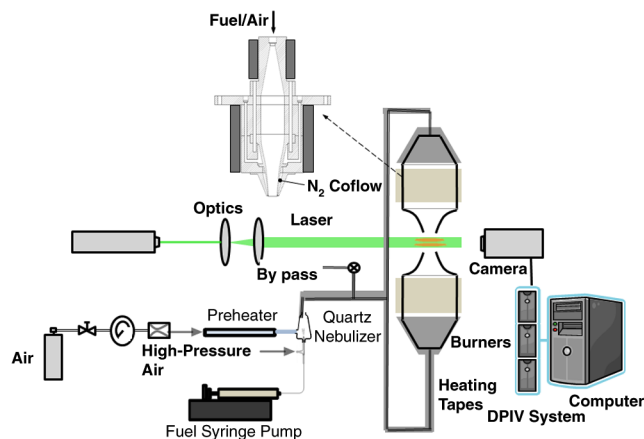 Fuel/Air
N2 Coflow
Optics
Laser
Camera
By pass
Preheater
Quartz
Nebulizer
Air
High-Pressure
Air
Burners
Heating
Tapes
Computer
DPIV System
Fuel Syringe Pump